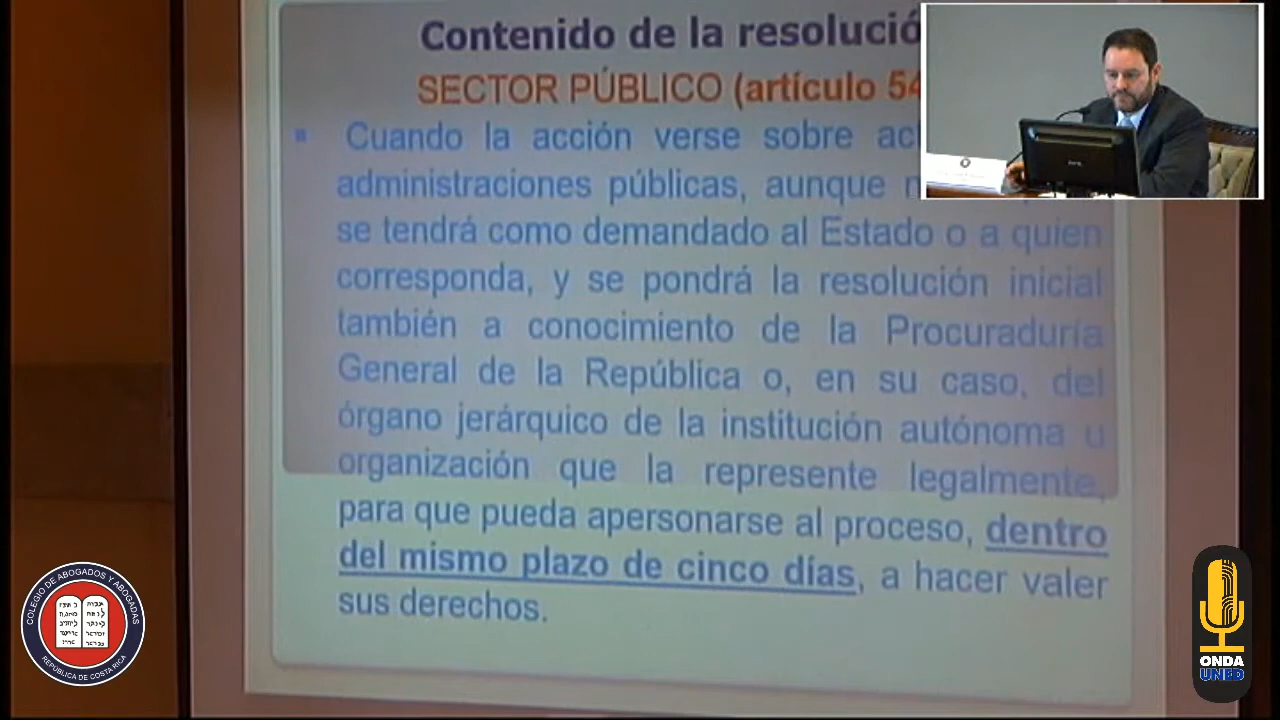 Contenido de la resolució
SECTOR PÚBLICO (artículo 54
Cuando la acción verse sobre
administraciones públicas, aunque
se tendrá como demandado al Estado o a quien
corresponda, y se pondrá la resolución inicial
también a conocimiento de la Procuraduría
General de la República o, en su caso, del
órgano jerárquico de la institución autónoma u
organización que la represente legalmente,
para que pueda apersonarse al proceso, dentro
del mismo plazo de cinco días, a hacer valer
sus derechos.
COLEGIO DE ABOGADOS Y ABOGADAS
REPÚBLICA DE COSTA RICA
ONDA
UNED